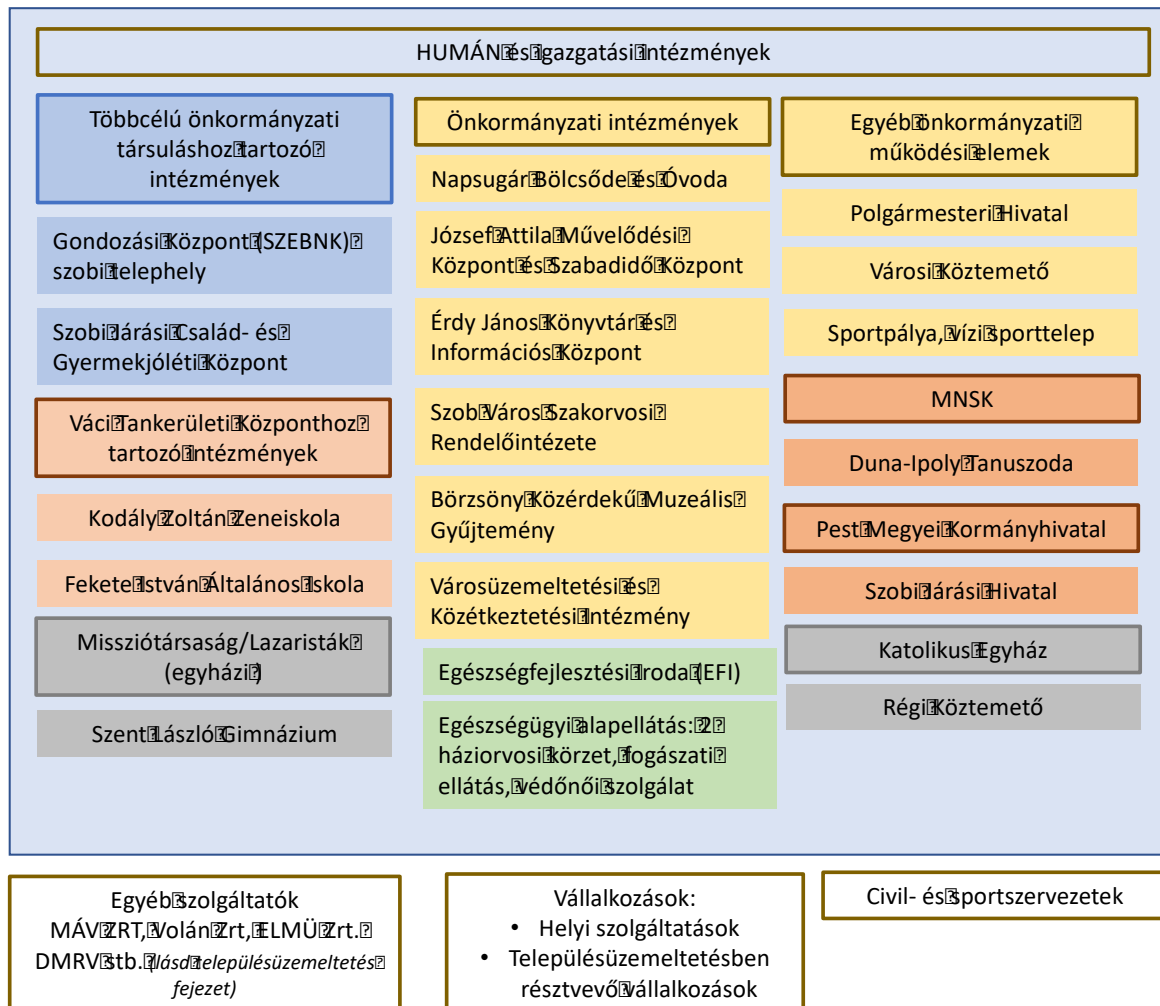 HUMÁN és igazgatási intézmények
Többcélú önkormányzati
társuláshoz tartozó
intézmények
Gondozási Központ (SZEBNK)
szobi telephely
Szobi Járási Család- és
Gyermekjóléti Központ
Váci Tankerületi Központhoz
tartozó intézmények
Kodály Zoltán Zeneiskola
Fekete István Általános Iskola
Missziótársaság/Lazaristák
(egyházi )
Szent László Gimnázium
Önkormányzati intézmények
Napsugár Bölcsőde és Óvoda
József Attila Művelődési
Központ és Szabadidő Központ
Érdy János Könyvtár és
Információs Központ
Szob Város Szakorvosi
Rendelőintézete
Börzsöny Közérdekű Muzeális
Gyűjtemény
Városüzemeltetési és
Közétkeztetési Intézmény
Egészségfejlesztési Iroda (EFI)
Egészségügyi alapellátás: 2
háziorvosi körzet, fogászati
ellátás, védőnői szolgálat
Egyéb önkormányzati
működési elemek
Polgármesteri Hivatal
Városi Köztemető
Sportpálya, vízi sporttelep
MNSK
Duna-Ipoly Tanuszoda
Pest Megyei Kormányhivatal
Szobi Járási Hivatal
Katolikus Egyház
Régi Köztemető
Egyéb szolgáltatók
MÁV ZRT, Volán Zrt, ELMÜ Zrt.
DMRV stb. (lásd településüzemeltetés
fejezet)
Vállalkozások:
• Helyi szolgáltatások
• Településüzemeltetésben
résztvevő vállalkozások
Civil- és sportszervezetek